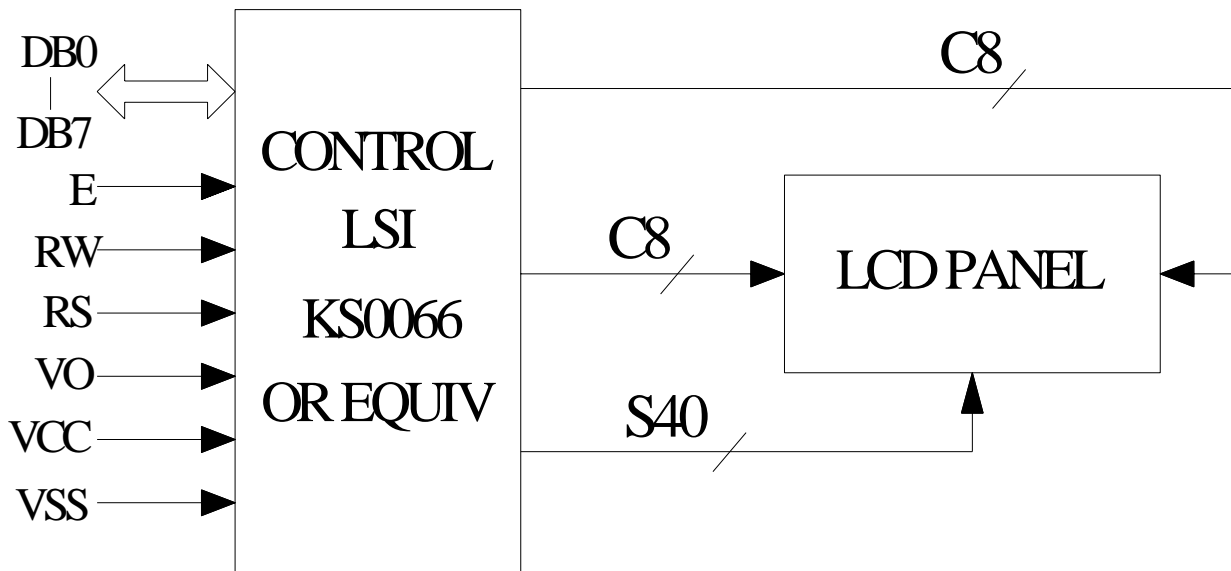 DB0
DB7
E
RW
RS
VO
VCC
VSS
CONTROL
LSI
KS0066
OR EQUIV
C8
C8
S40
LCD PANEL